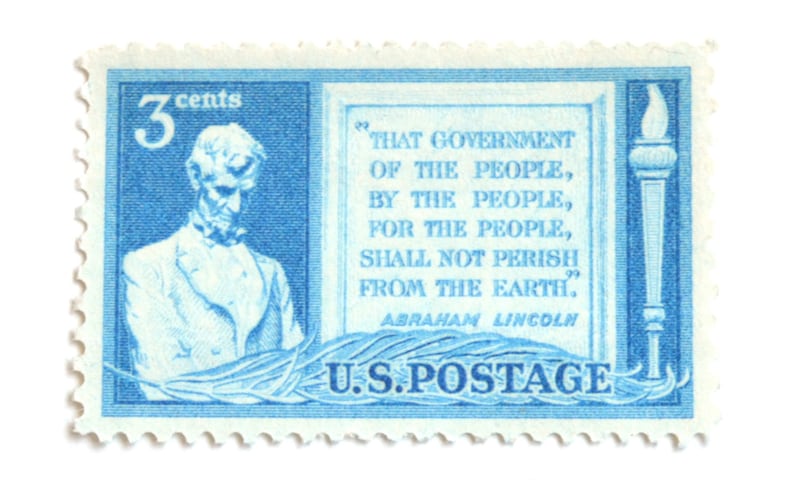 3 cents
"THAT GOVERNMENT
OF THE PEOPLE,
BY THE PEOPLE,
FOR THE PEOPLE,
SHALL NOT PERISH
FROM THE EARTH."
ABRAHAM LINCOLN
U.S.POSTAGE